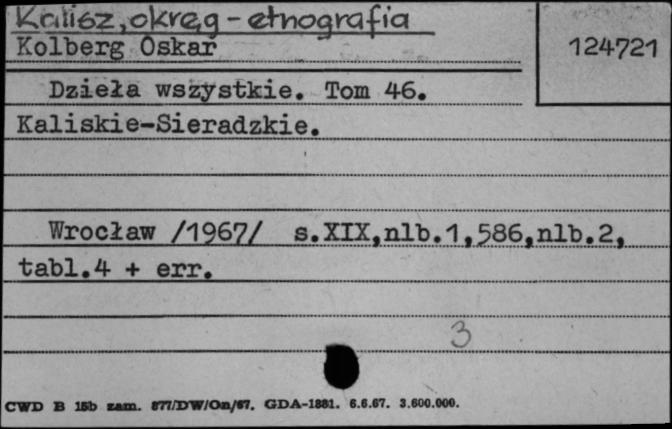 Kalisz, okręg - etnografia
Kolberg Oskar
124721
Dzieła wszystkie. Tom 46.
Kaliskie-Sieradzkie.
Wrocław /1967/ s.XIX,nlb.1,586,nlb.2,
tabl.4 + err.
3
CWD B 15b zam. 877/DW/On/67. GDA-1881. 6.6.67. 3.600.000.